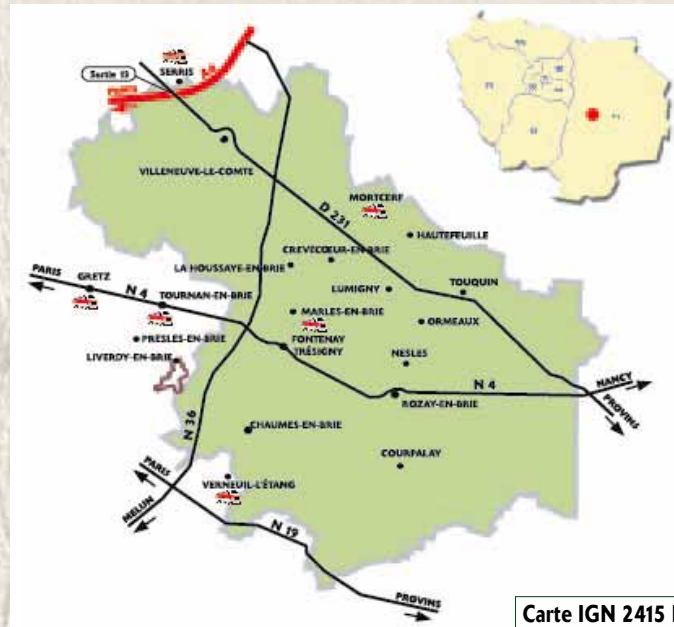 Sortie 13
SERRIS
VILLENEUVE-LE-COMTE
MORTCERF
D 231
HAUTEFEUILLE
CREVECŒUR-EN-BRIE
LA HOUSSAYE-EN-BRIE
PARIS
GRETZ
N 4
TOURNAN-EN-BRIE
LUMIGNY
TOUQUIN
MARLES-EN-BRIE
ORMEAUX
PRESLES-EN-BRIE
FONTENAY
TRÉSIGNY
LIVERDY-EN-BRIE
NESLES
N 4
NANCY
PROVINS
ROZAY-EN-BRIE
N 36
CHAUMES-EN-BRIE
COURPALAY
PARIS
VERNEUIL-L'ÉTANG
MELUN
N 19
PROVINS
Carte IGN 2415